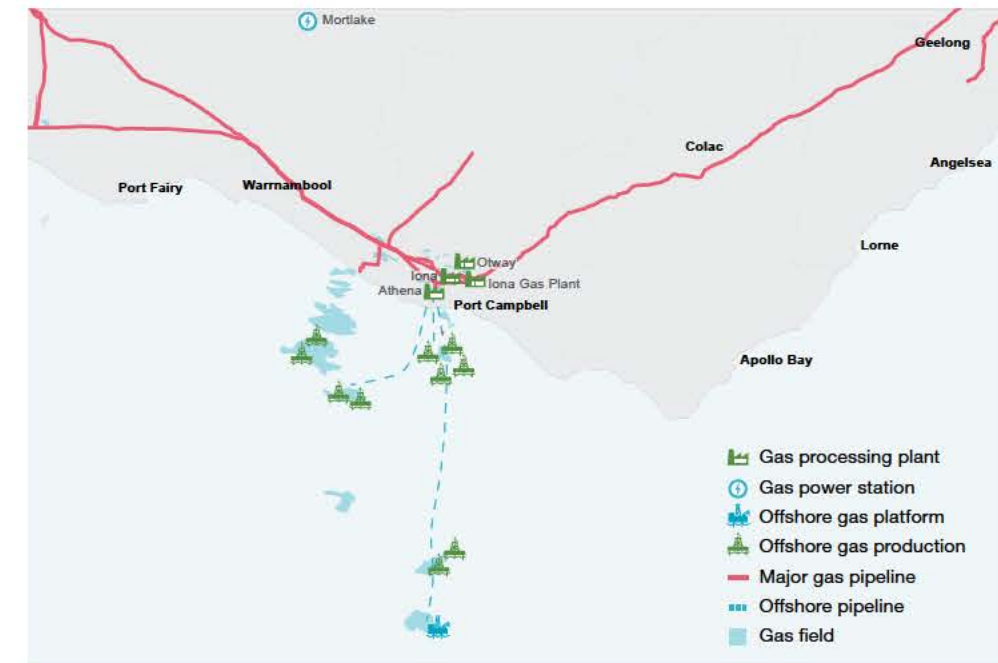 Mortlake
Geelong
Colac
Angelsea
Port Fairy
Warrnambool
Lorne
Otway
Iona
Iona Gas Plant
Athena
Port Campbell
Apollo Bay
Gas processing plant
Gas power station
Offshore gas platform
Offshore gas production
Major gas pipeline
Offshore pipeline
Gas field